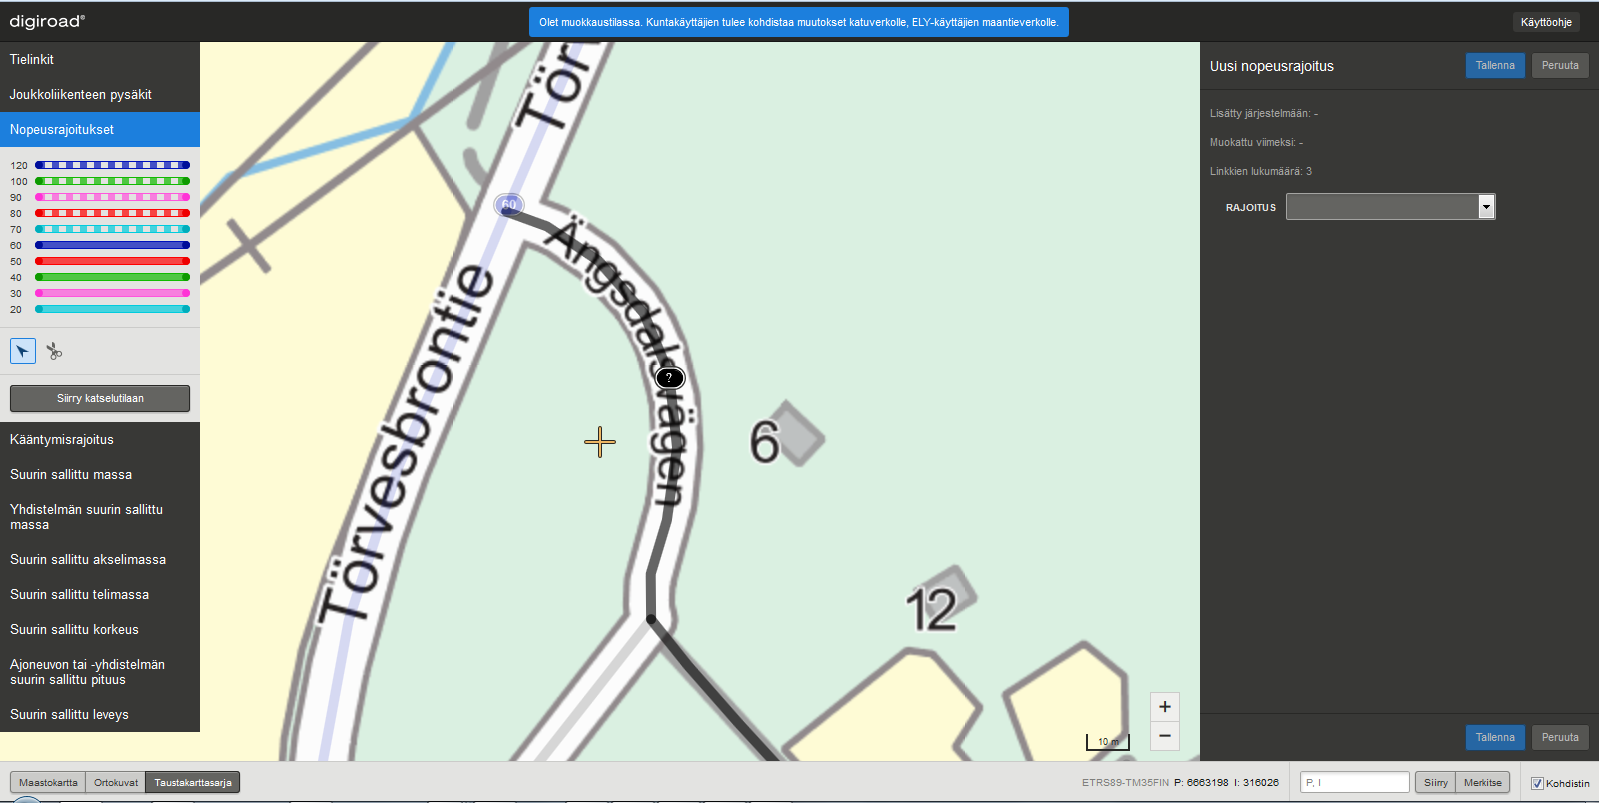 digiroad®
Olet muokkaustilassa. Kuntakäyttäjien tulee kohdistaa muutokset katuverkolle, ELY-käyttäjien maantieverkolle.
Käyttöohje
Tielinkit
Joukkoliikenteen pysäkit
Nopeusrajoitukset
120
100
90
80
70
60
50
40
30
20
Siirry katselutilaan
Kääntymisrajoitus
Suurin sallittu massa
Yhdistelmän suurin sallittu
massa
Suurin sallittu akselimassa
Suurin sallittu telimassa
Suurin sallittu korkeus
Ajoneuvon tai -yhdistelmän
suurin sallittu pituus
Suurin sallittu leveys
Törv
60
Ängsdalsvägen
?
Törvesbrontie
6
12
+
−
10 m
Uusi nopeusrajoitus
Tallenna
Peruuta
Lisätty järjestelmään: -
Muokattu viimeksi: -
Linkkien lukumäärä: 3
RAJOITUS
Tallenna
Peruuta
Maastokartta
Ortokuvat
Taustakarttasarja
ETRS89-TM35FIN P: 6663198 I: 316026
P, I
Siirry
Merkitse
Kohdistin